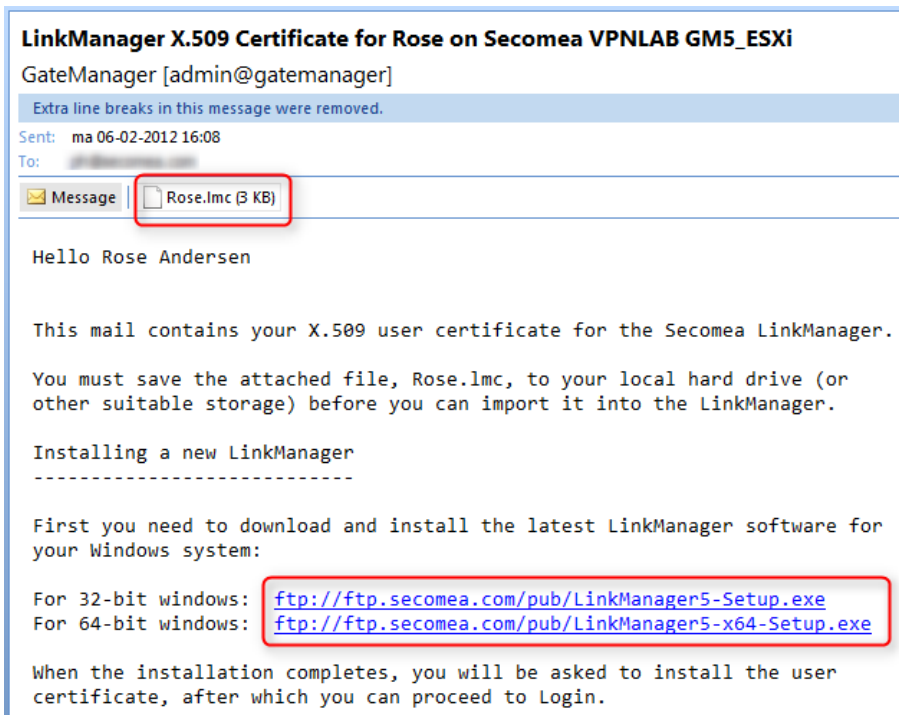 LinkManager X.509 Certificate for Rose on Secomea VPNLAB GM5_ESXi
GateManager [admin@gatemanager]
Extra line breaks in this message were removed.
Sent: ma 06-02-2012 16:08
To:
Message Rose.lmc (3 KB)
Hello Rose Andersen
This mail contains your X.509 user certificate for the Secomea LinkManager.
You must save the attached file, Rose.lmc, to your local hard drive (or
other suitable storage) before you can import it into the LinkManager.
Installing a new LinkManager
----------------------------
First you need to download and install the latest LinkManager software for
your Windows system:
For 32-bit windows: ftp://ftp.secomea.com/pub/LinkManager5-Setup.exe
For 64-bit windows: ftp://ftp.secomea.com/pub/LinkManager5-x64-Setup.exe
When the installation completes, you will be asked to install the user
certificate, after which you can proceed to Login.